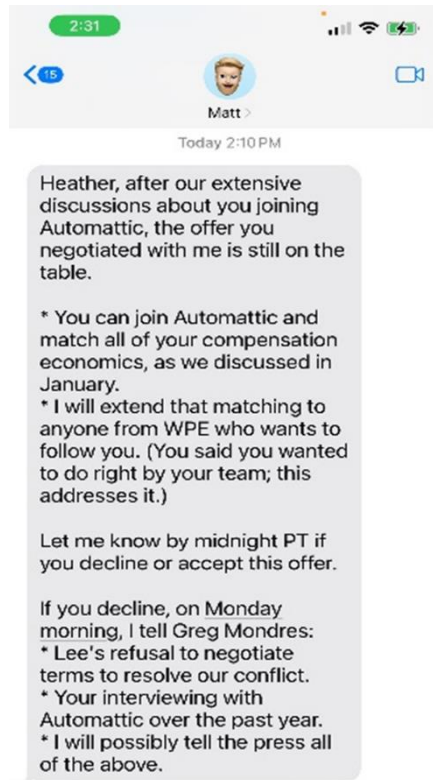 2:31
15
Matt
Today 2:10 PM
Heather, after our extensive
discussions about you joining
Automattic, the offer you
negotiated with me is still on the
table.
* You can join Automattic and
match all of your compensation
economics, as we discussed in
January.
* I will extend that matching to
anyone from WPE who wants to
follow you. (You said you wanted
to do right by your team; this
addresses it.)
Let me know by midnight PT if
you decline or accept this offer.
If you decline, on Monday
morning, I tell Greg Mondres:
* Lee's refusal to negotiate
terms to resolve our conflict.
* Your interviewing with
Automattic over the past year.
* I will possibly tell the press all
of the above.